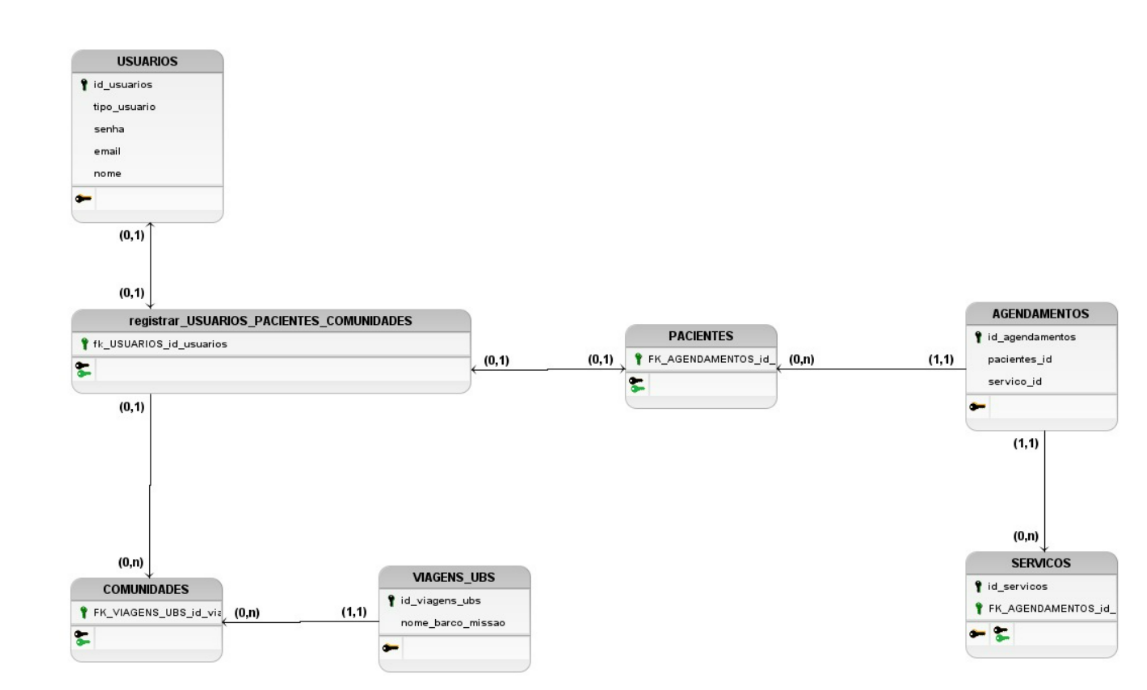 USUARIOS
id_usuarios
tipo_usuario
senha
email
nome
(0,1)
(0,1)
registrar_USUARIOS_PACIENTES_COMUNIDADES
fk_USUARIOS_id_usuarios
(0,1)
(0,1)
(0,1)
PACIENTES
FK_AGENDAMENTOS_id_
(0,n)
(1,1)
AGENDAMENTOS
id_agendamentos
pacientes_id
servico_id
(1,1)
(0,n)
SERVICOS
id_servicos
FK_AGENDAMENTOS_id_
(0,n)
COMUNIDADES
FK_VIAGENS_UBS_id_via
(0,n)
(1,1)
VIAGENS_UBS
id_viagens_ubs
nome_barco_missao